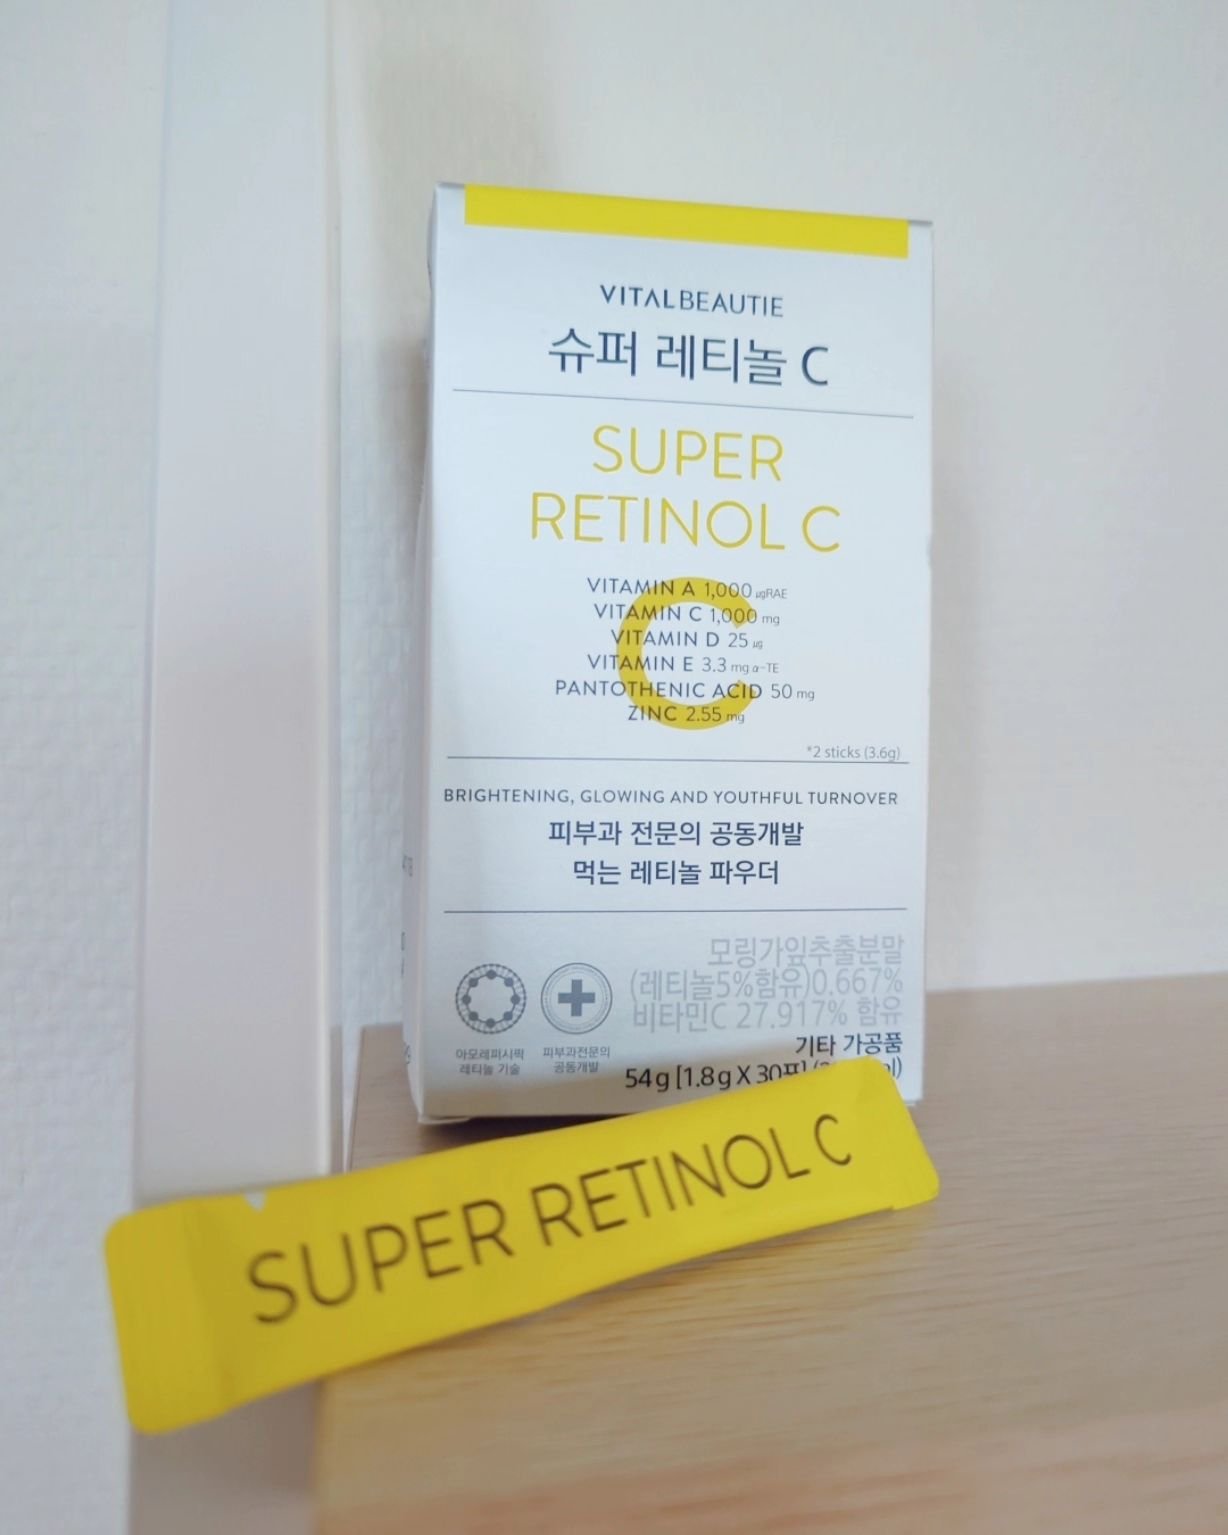 VITALBEAUTIE
슈퍼 레티놀 C
SUPER
RETINOL C
VITAMIN A 1,000 µgRAE
VITAMIN C 1,000 mg
VITAMIN D 25 µg
VITAMIN E 3.3 mg α-TE
PANTOTHENIC ACID 50 mg
ZINC 2.55 mg
*2 sticks (3.6g)
BRIGHTENING, GLOWING AND YOUTHFUL TURNOVER
피부과 전문의 공동개발
먹는 레티놀 파우더
모링가잎추출분말
(레티놀5%함유)0.667%
비타민C 27.917% 함유
기타 가공품
아모레퍼시픽
레티놀 기술
피부과전문의
공동개발
54g [1.8g X 30포]
SUPER RETINOL C